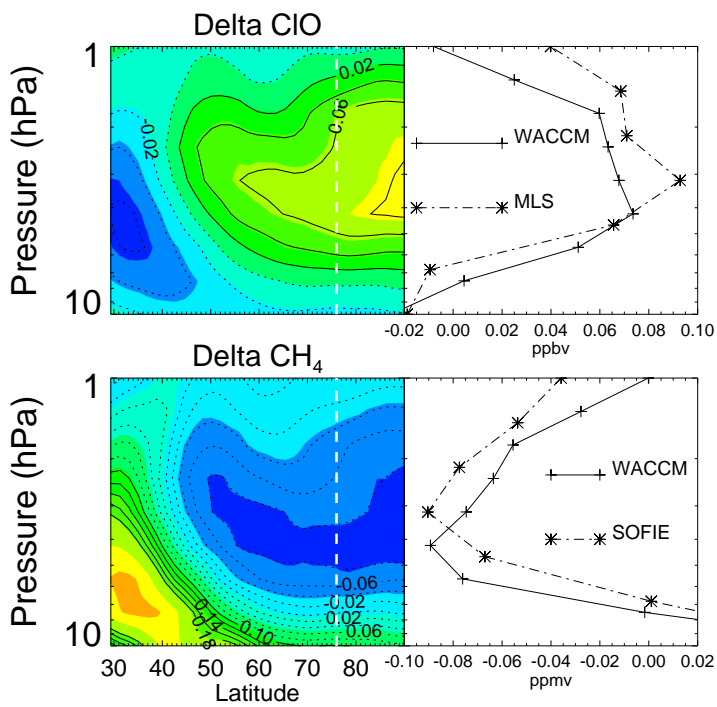 Delta ClO
Pressure (hPa)
1
10
0.02
0.06
-0.02
WACCM
MLS
-0.02 0.00 0.02 0.04 0.06 0.08 0.10
ppbv
Delta CH4
Pressure (hPa)
1
10
-0.06
-0.02
0.02
0.06
0.10
0.14
0.18
WACCM
SOFIE
30 40 50 60 70 80
Latitude
-0.10 -0.08 -0.06 -0.04 -0.02 0.00 0.02
ppmv